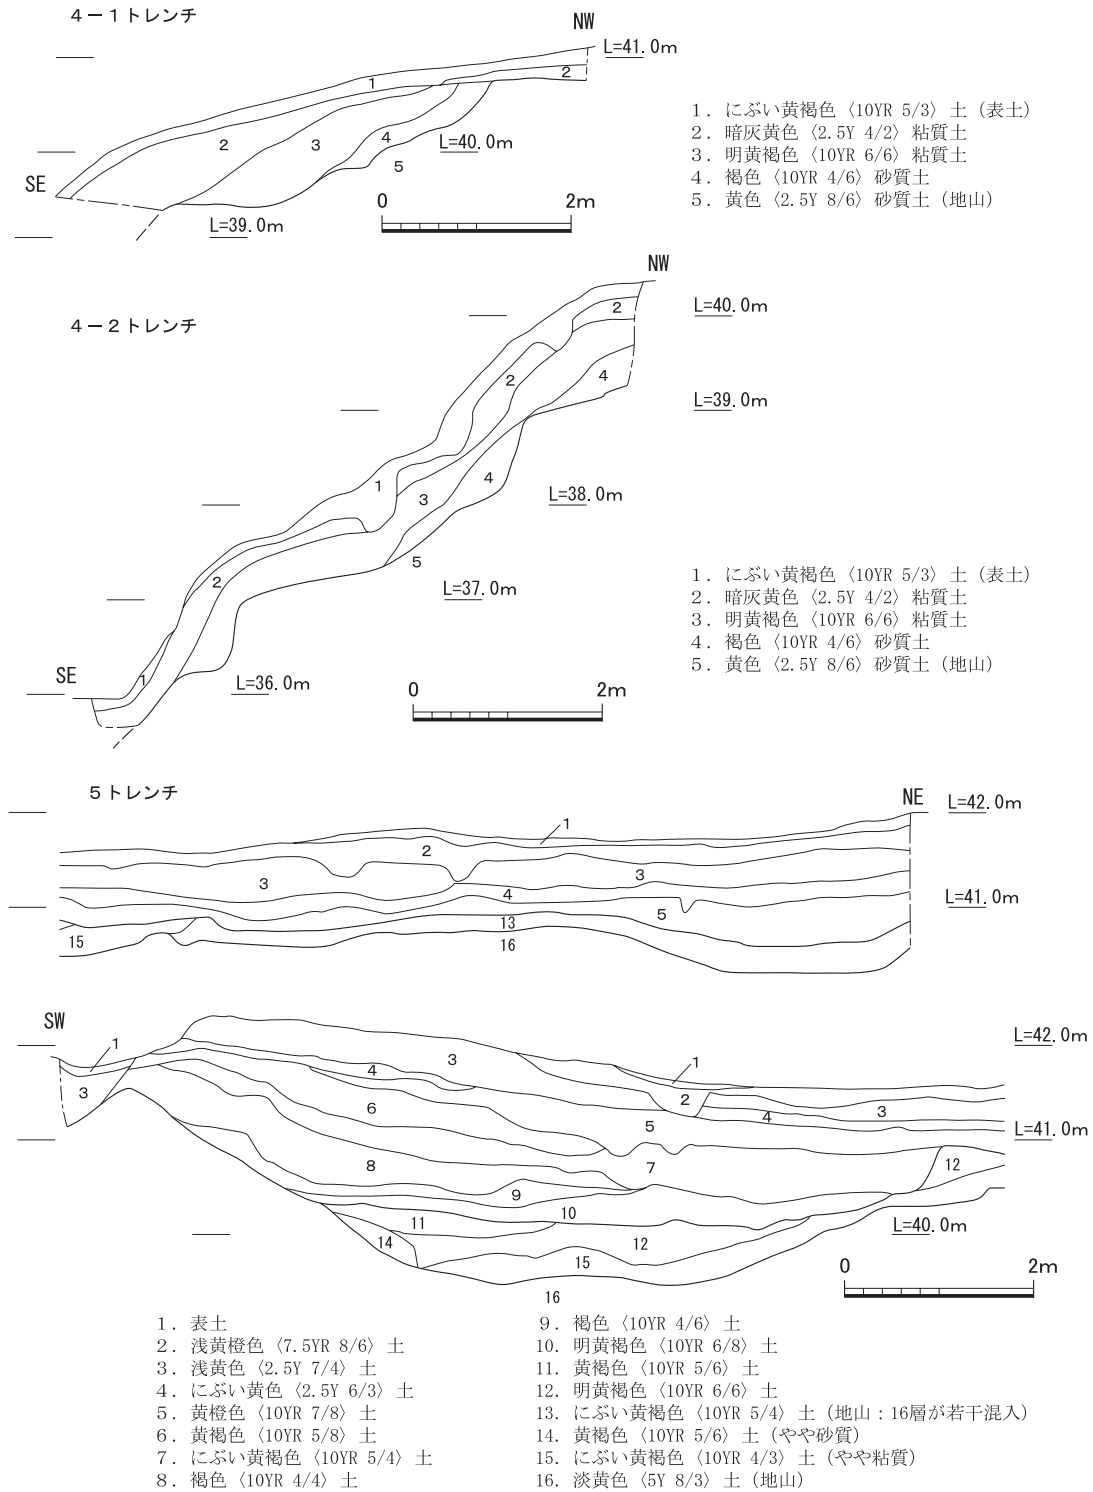 4－1トレンチ
NW
L=41.0m
1
2
2
3
4
5
L=40.0m
SE
L=39.0m
0 2m
1．にぶい黄褐色〈10YR 5/3〉土（表土）
2．暗灰黄色〈2.5Y 4/2〉粘質土
3．明黄褐色〈10YR 6/6〉粘質土
4．褐色〈10YR 4/6〉砂質土
5．黄色〈2.5Y 8/6〉砂質土（地山）
4－2トレンチ
NW
L=40.0m
2
2
4
L=39.0m
1
3
4
L=38.0m
5
2
L=37.0m
SE
1
L=36.0m
0 2m
1．にぶい黄褐色〈10YR 5/3〉土（表土）
2．暗灰黄色〈2.5Y 4/2〉粘質土
3．明黄褐色〈10YR 6/6〉粘質土
4．褐色〈10YR 4/6〉砂質土
5．黄色〈2.5Y 8/6〉砂質土（地山）
5トレンチ
NE
L=42.0m
1
2
3
3
4
L=41.0m
5
13
15
16
SW
1
L=42.0m
3
3
1
4
2
3
4
6
5
L=41.0m
8
7
12
9
10
11
L=40.0m
14
12
15
16
0 2m
1．表土
2．浅黄橙色〈7.5YR 8/6〉土
3．浅黄色〈2.5Y 7/4〉土
4．にぶい黄色〈2.5Y 6/3〉土
5．黄橙色〈10YR 7/8〉土
6．黄褐色〈10YR 5/8〉土
7．にぶい黄褐色〈10YR 5/4〉土
8．褐色〈10YR 4/4〉土
9．褐色〈10YR 4/6〉土
10．明黄褐色〈10YR 6/8〉土
11．黄褐色〈10YR 5/6〉土
12．明黄褐色〈10YR 6/6〉土
13．にぶい黄褐色〈10YR 5/4〉土（地山：16層が若干混入）
14．黄褐色〈10YR 5/6〉土（やや砂質）
15．にぶい黄褐色〈10YR 4/3〉土（やや粘質）
16．淡黄色〈5Y 8/3〉土（地山）